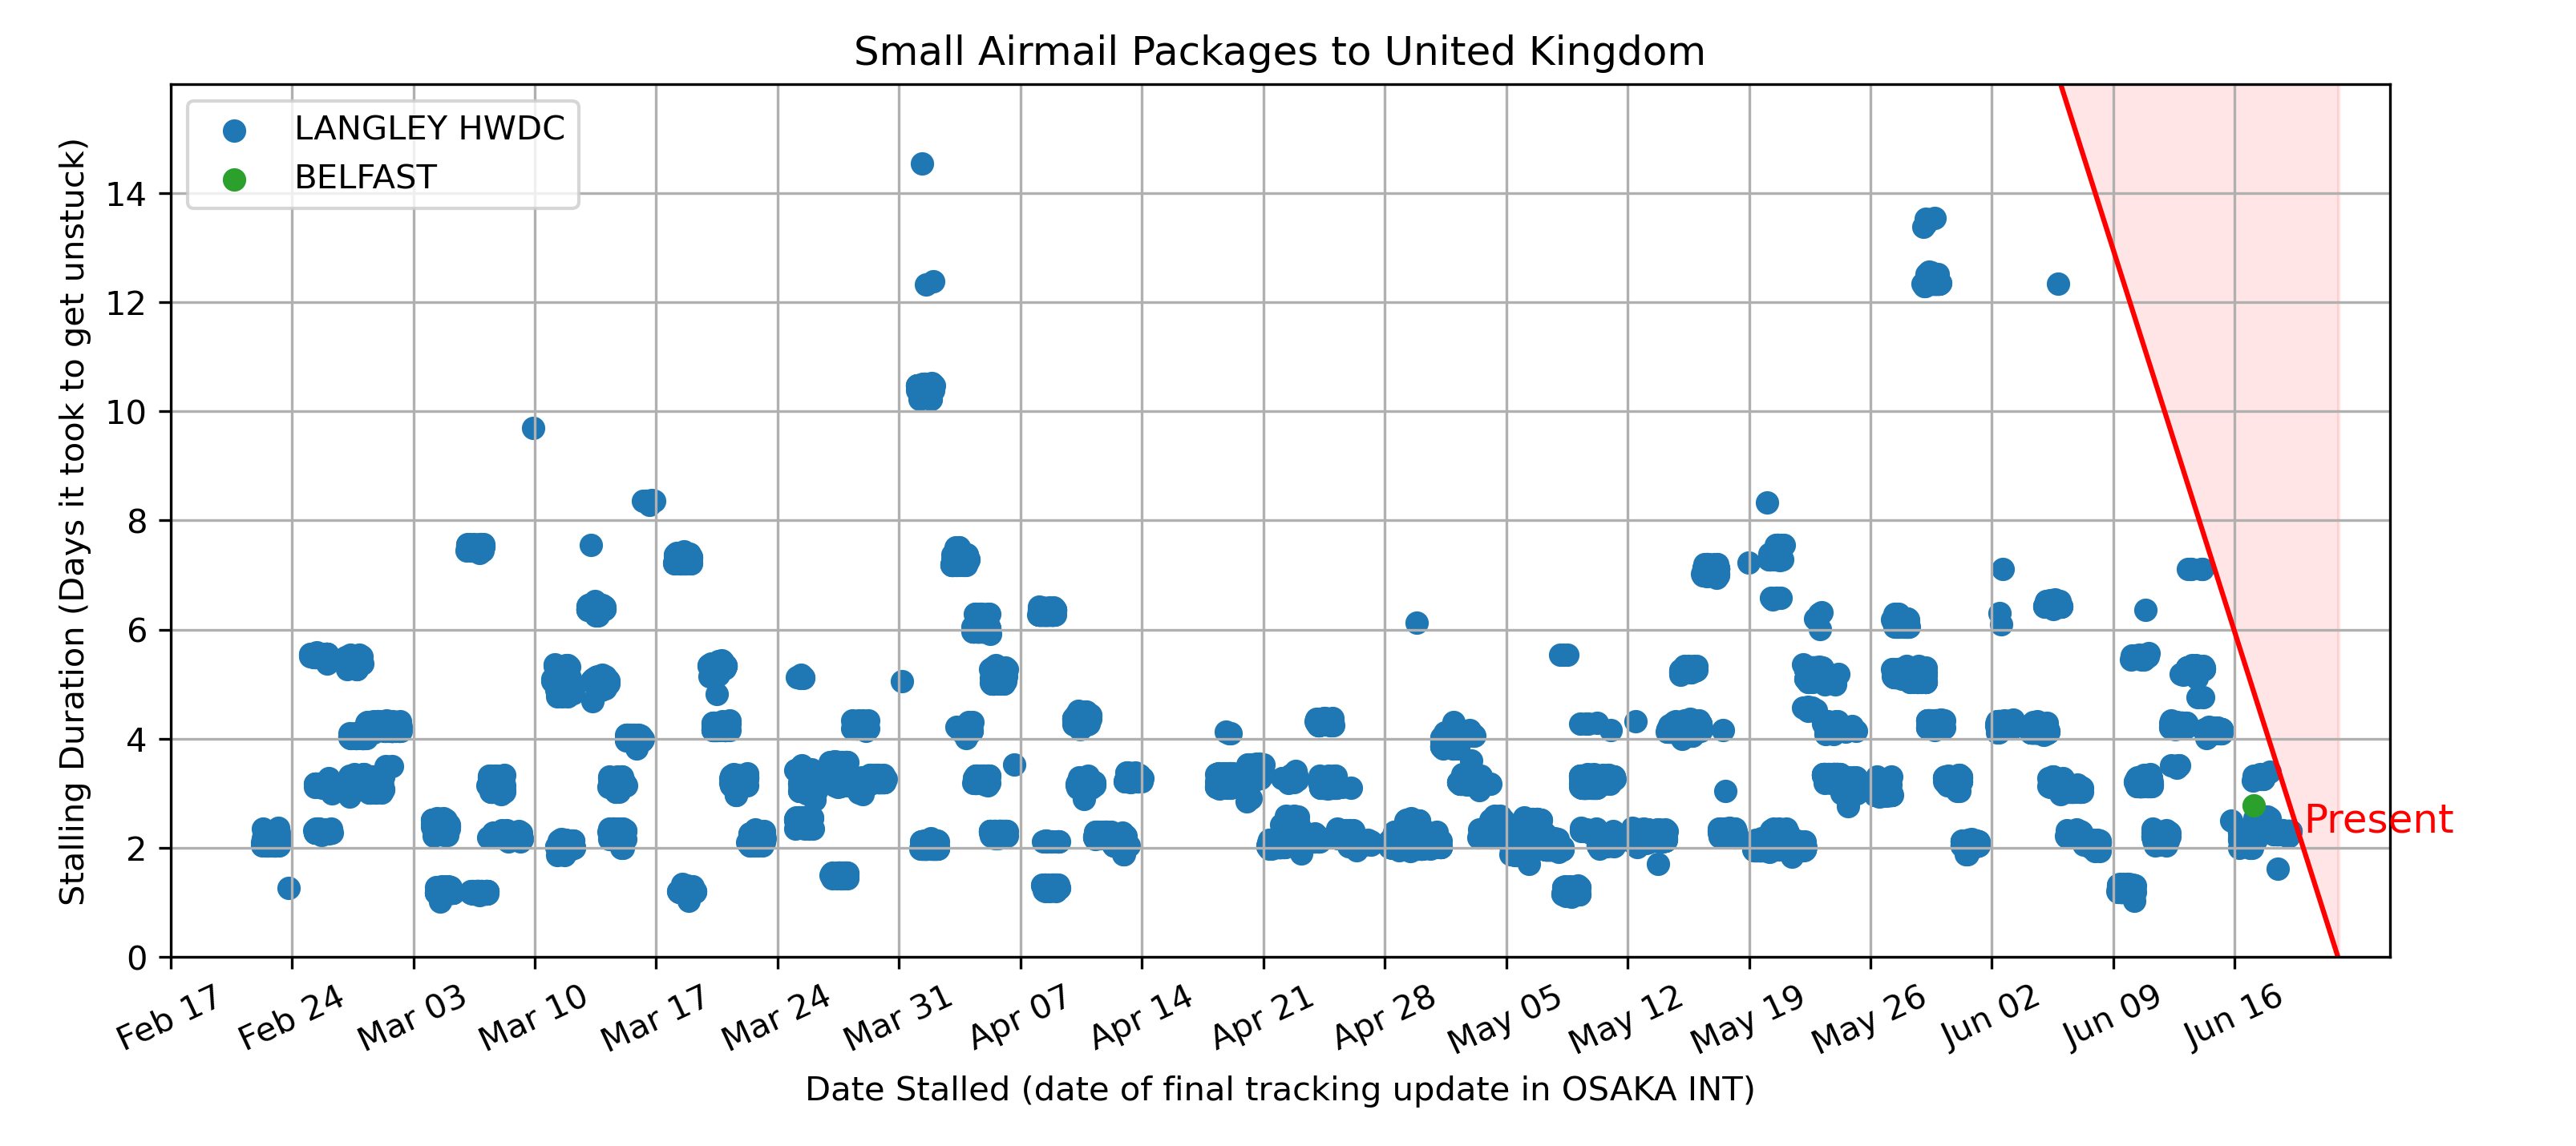 Small Airmail Packages to United Kingdom
LANGLEY HWDC
BELFAST
Stalling Duration (Days it took to get unstuck)
14
12
10
8
6
4
2
0
Present
Feb 17
Feb 24
Mar 03
Mar 10
Mar 17
Mar 24
Mar 31
Apr 07
Apr 14
Apr 21
Apr 28
May 05
May 12
May 19
May 26
Jun 02
Jun 09
Jun 16
Date Stalled (date of final tracking update in OSAKA INT)